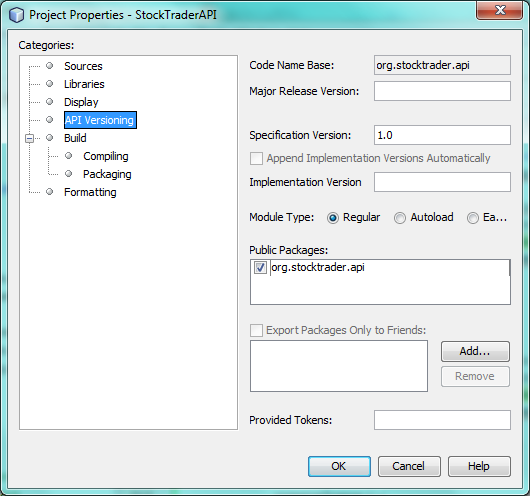 Project Properties - StockTraderAPI
Categories:
Sources
Libraries
Display
API Versioning
Build
Compiling
Packaging
Formatting
Code Name Base: org.stocktrader.api
Major Release Version:
Specification Version: 1.0
Append Implementation Versions Automatically
Implementation Version
Module Type: Regular Autoload Ea...
Public Packages:
org.stocktrader.api
Export Packages Only to Friends:
Add...
Remove
Provided Tokens:
OK Cancel Help